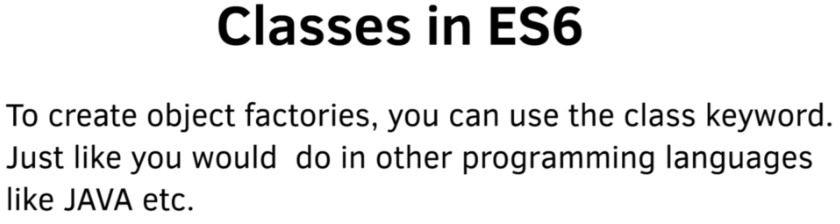 Classes in ES6
To create object factories, you can use the class keyword.
Just like you would  do in other programming languages
like JAVA etc.